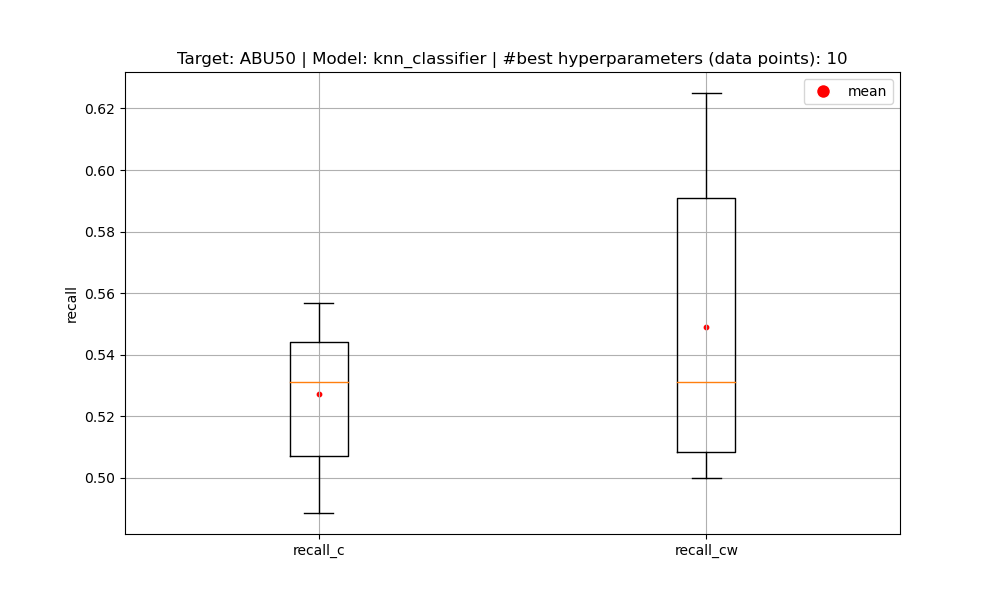 Target: ABU50 | Model: knn_classifier | #best hyperparameters (data points): 10
mean
0.62
0.60
0.58
0.56
0.54
0.52
0.50
recall
recall_c
recall_cw